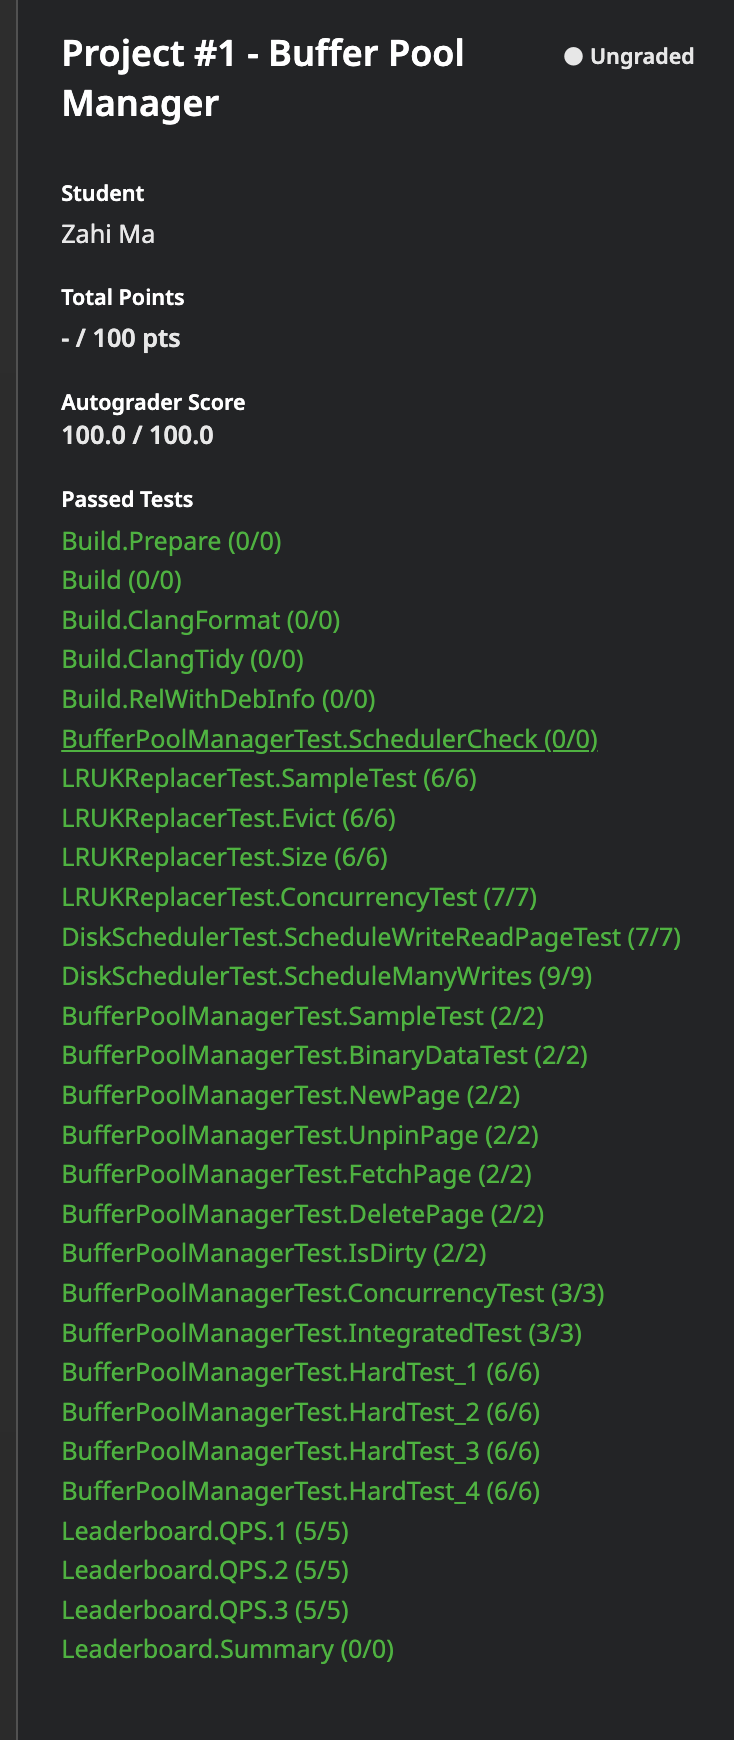 Project #1 - Buffer Pool
Manager
Ungraded
Student
Zahi Ma
Total Points
- / 100 pts
Autograder Score
100.0 / 100.0
Passed Tests
Build.Prepare (0/0)
Build (0/0)
Build.ClangFormat (0/0)
Build.ClangTidy (0/0)
Build.RelWithDebInfo (0/0)
BufferPoolManagerTest.SchedulerCheck (0/0)
LRUKReplacerTest.SampleTest (6/6)
LRUKReplacerTest.Evict (6/6)
LRUKReplacerTest.Size (6/6)
LRUKReplacerTest.ConcurrencyTest (7/7)
DiskSchedulerTest.ScheduleWriteReadPageTest (7/7)
DiskSchedulerTest.ScheduleManyWrites (9/9)
BufferPoolManagerTest.SampleTest (2/2)
BufferPoolManagerTest.BinaryDataTest (2/2)
BufferPoolManagerTest.NewPage (2/2)
BufferPoolManagerTest.UnpinPage (2/2)
BufferPoolManagerTest.FetchPage (2/2)
BufferPoolManagerTest.DeletePage (2/2)
BufferPoolManagerTest.IsDirty (2/2)
BufferPoolManagerTest.ConcurrencyTest (3/3)
BufferPoolManagerTest.IntegratedTest (3/3)
BufferPoolManagerTest.HardTest_1 (6/6)
BufferPoolManagerTest.HardTest_2 (6/6)
BufferPoolManagerTest.HardTest_3 (6/6)
BufferPoolManagerTest.HardTest_4 (6/6)
Leaderboard.QPS.1 (5/5)
Leaderboard.QPS.2 (5/5)
Leaderboard.QPS.3 (5/5)
Leaderboard.Summary (0/0)